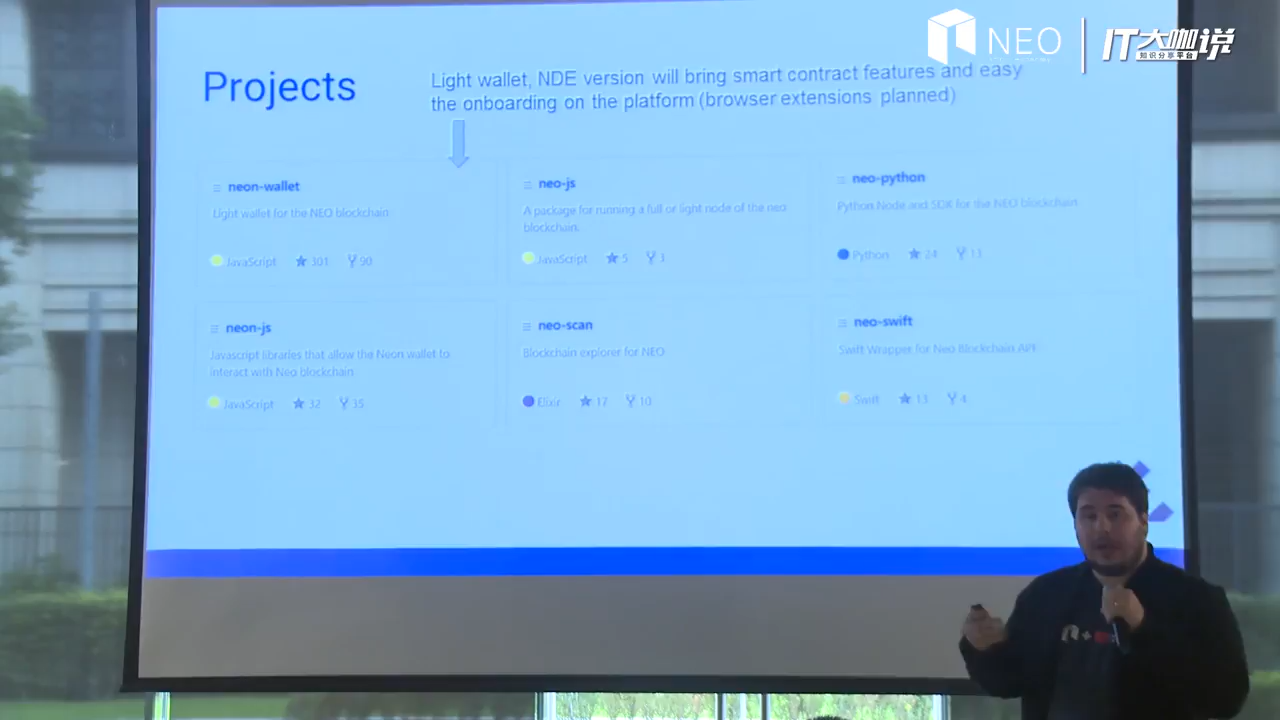 NEO
IT大咖说
知识分享平台
Projects
Light wallet, NDE version will bring smart contract features and easy
the onboarding on the platform (browser extensions planned)
neon-wallet
Light wallet for the NEO blockchain
JavaScript 301 90
neo-js
A package for running a full or light node of the neo
blockchain.
JavaScript 5 3
neo-python
Python Node and SDK for the NEO blockchain
Python 24 13
neon-js
Javascript libraries that allow the Neon wallet to
interact with Neo blockchain
JavaScript 32 35
neo-scan
Blockchain explorer for NEO
Elixir 17 10
neo-swift
Swift Wrapper for Neo Blockchain API
Swift 13 4